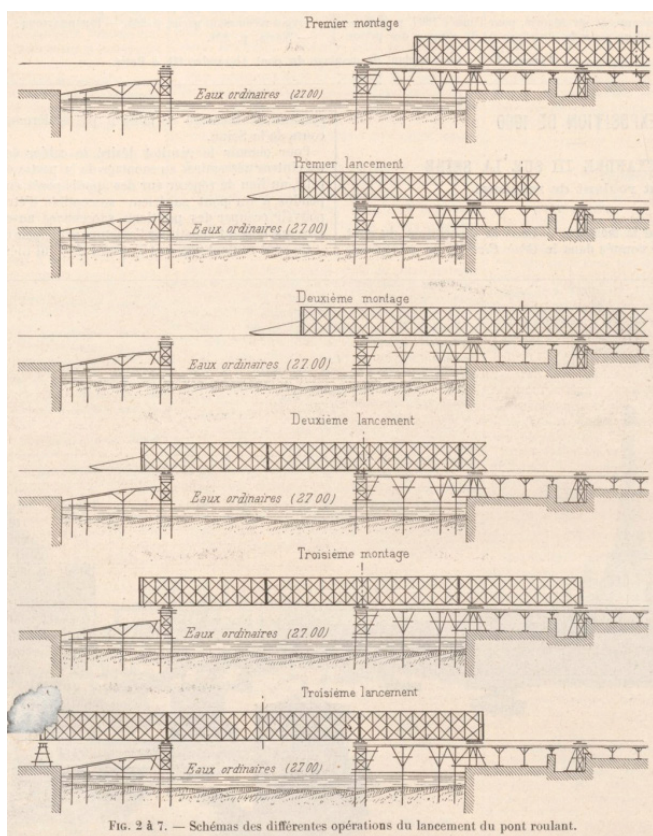 Premier montage
Eaux ordinaires (27.00)
Premier lancement
Eaux ordinaires (27.00)
Deuxième montage
Eaux ordinaires (27.00)
Deuxième lancement
Eaux ordinaires (27.00)
Troisième montage
Eaux ordinaires (27.00)
Troisième lancement
Eaux ordinaires (27.00)
FIG. 2 à 7. — Schémas des différentes opérations du lancement du pont roulant.